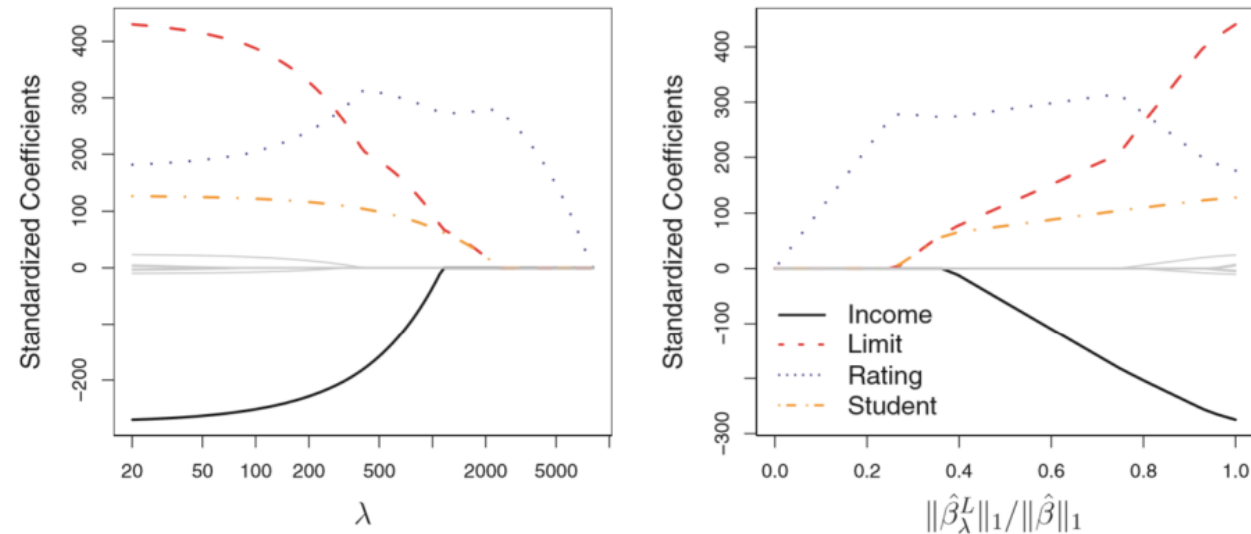 Standardized Coefficients
400
300
200
100
0
-200
20 50 100 200 500 2000 5000
λ
Standardized Coefficients
400
300
200
100
0
-100
-300
Income
Limit
Rating
Student
0.0 0.2 0.4 0.6 0.8 1.0
‖β̂λᴸ‖₁/‖β̂‖₁